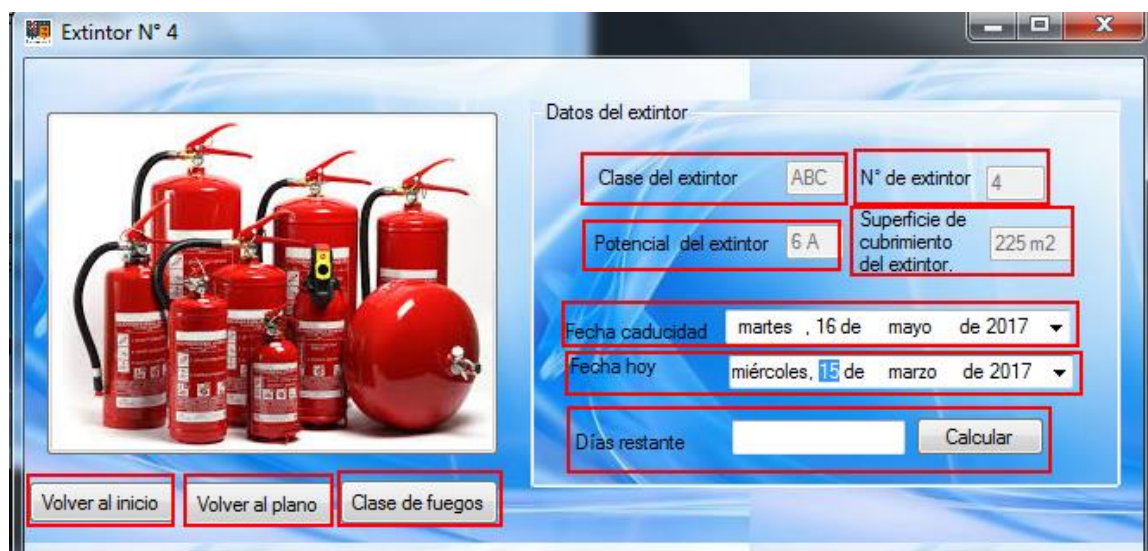 Extintor N° 4
Datos del extintor
Clase del extintor ABC N° de extintor 4
Potencial del extintor 6 A Superficie de cubrimiento del extintor. 225 m2
Fecha caducidad martes , 16 de mayo de 2017
Fecha hoy miércoles, 15 de marzo de 2017
Días restante Calcular
Volver al inicio Volver al plano Clase de fuegos